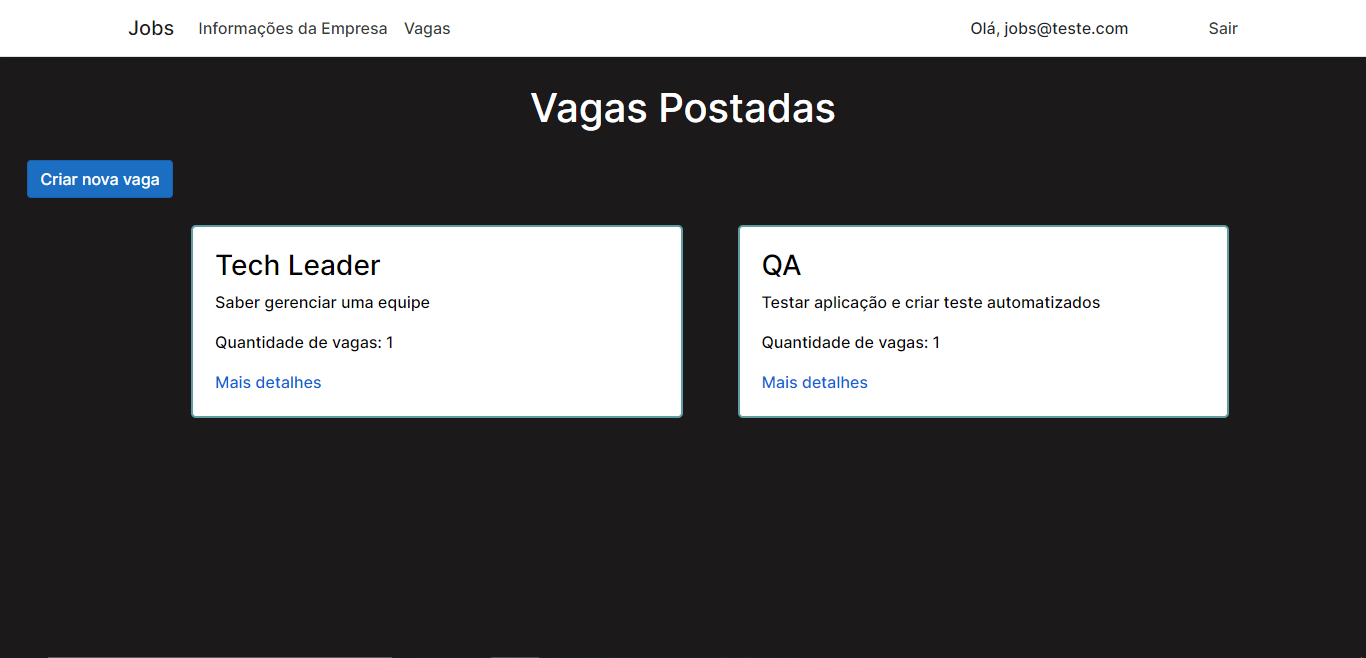 Jobs Informações da Empresa Vagas Olá, jobs@teste.com Sair
Vagas Postadas
Criar nova vaga
Tech Leader
Saber gerenciar uma equipe
Quantidade de vagas: 1
Mais detalhes
QA
Testar aplicação e criar teste automatizados
Quantidade de vagas: 1
Mais detalhes